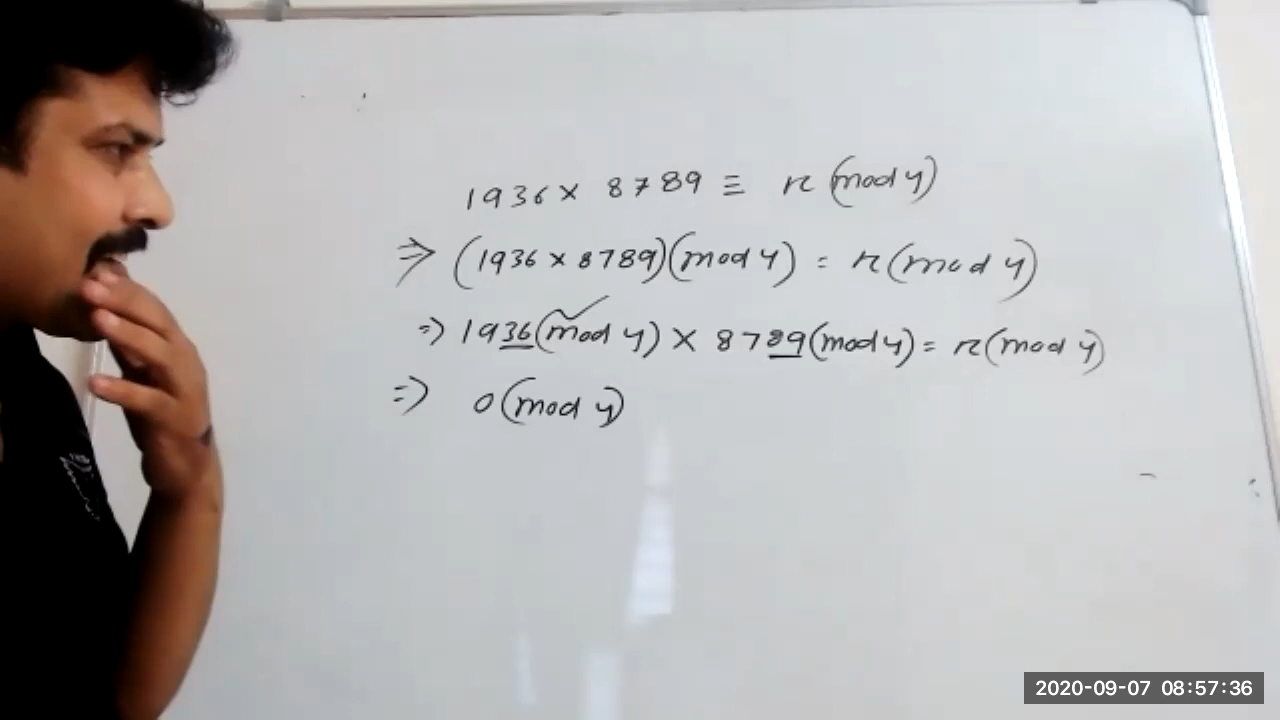 1936 × 8789 ≡ r (mod 4)
⇒ (1936 × 8789)(mod 4) = r (mod 4)
⇒ 1936 (mod 4) × 8789 (mod 4) = r (mod 4)
⇒ 0 (mod 4)
2020-09-07 08:57:36